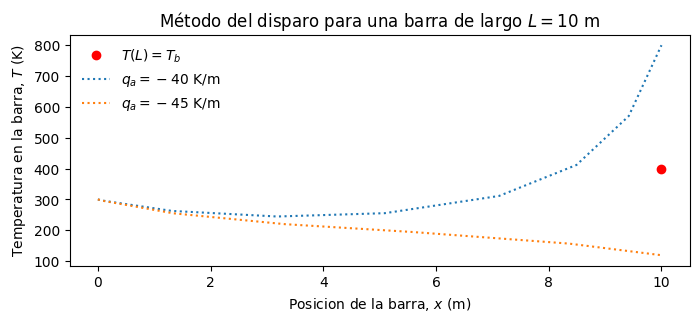 Método del disparo para una barra de largo L = 10 m
Temperatura en la barra, T (K)
800
700
600
500
400
300
200
100
T(L) = T_b
q_a = − 40 K/m
q_a = − 45 K/m
0 2 4 6 8 10
Posicion de la barra, x (m)